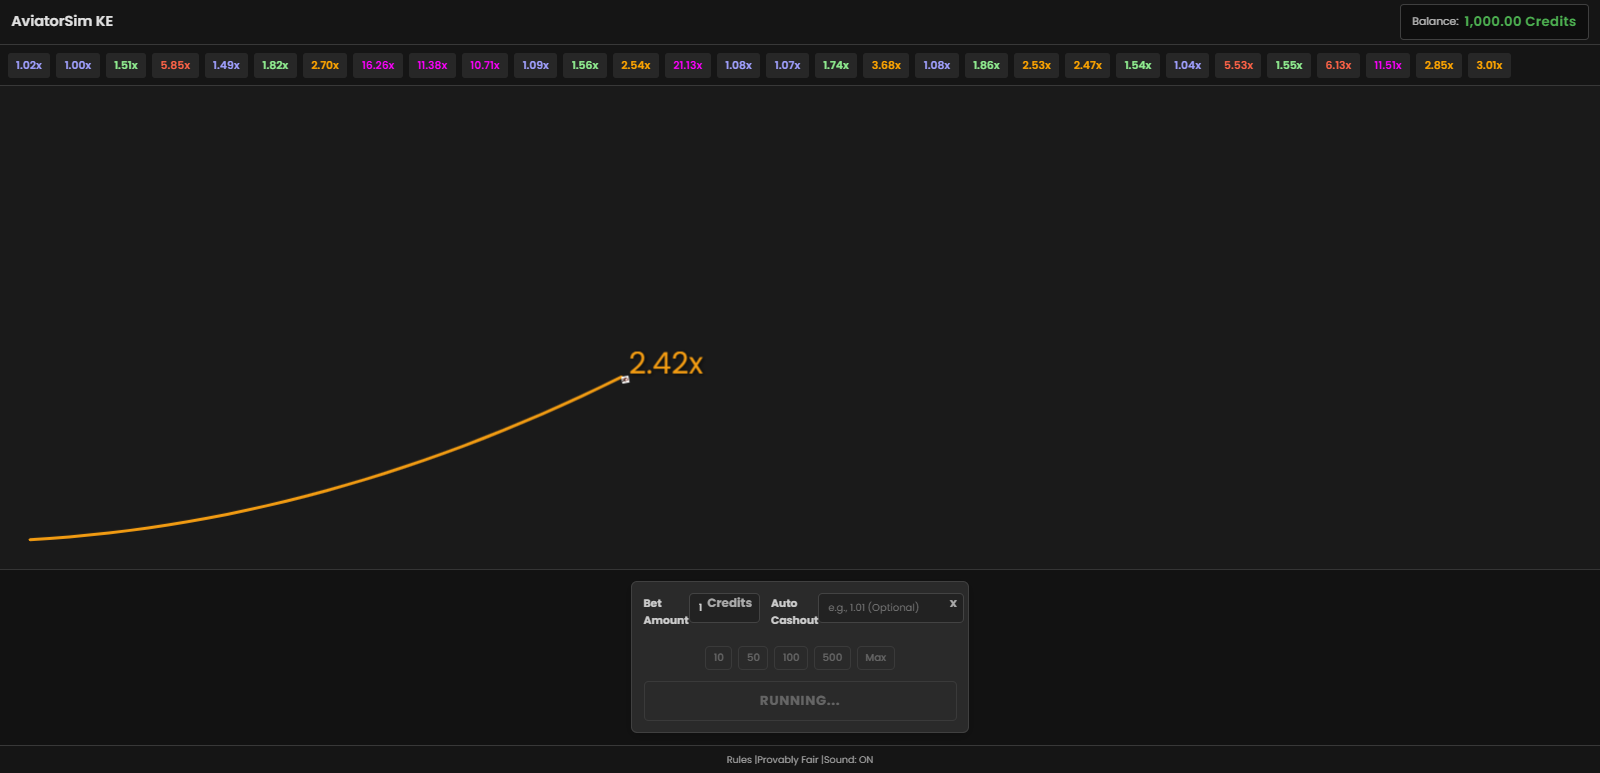 AviatorSim KE
Balance: 1,000.00 Credits
1.02x 1.00x 1.51x 5.85x 1.49x 1.82x 2.70x 16.26x 11.38x 10.71x 1.09x 1.56x 2.54x 21.13x 1.08x 1.07x 1.74x 3.68x 1.08x 1.86x 2.53x 2.47x 1.54x 1.04x 5.53x 1.55x 6.13x 11.51x 2.85x 3.01x
2.42x
Bet Amount
1 Credits
Auto Cashout
e.g., 1.01 (Optional) x
10 50 100 500 Max
RUNNING...
Rules |Provably Fair |Sound: ON